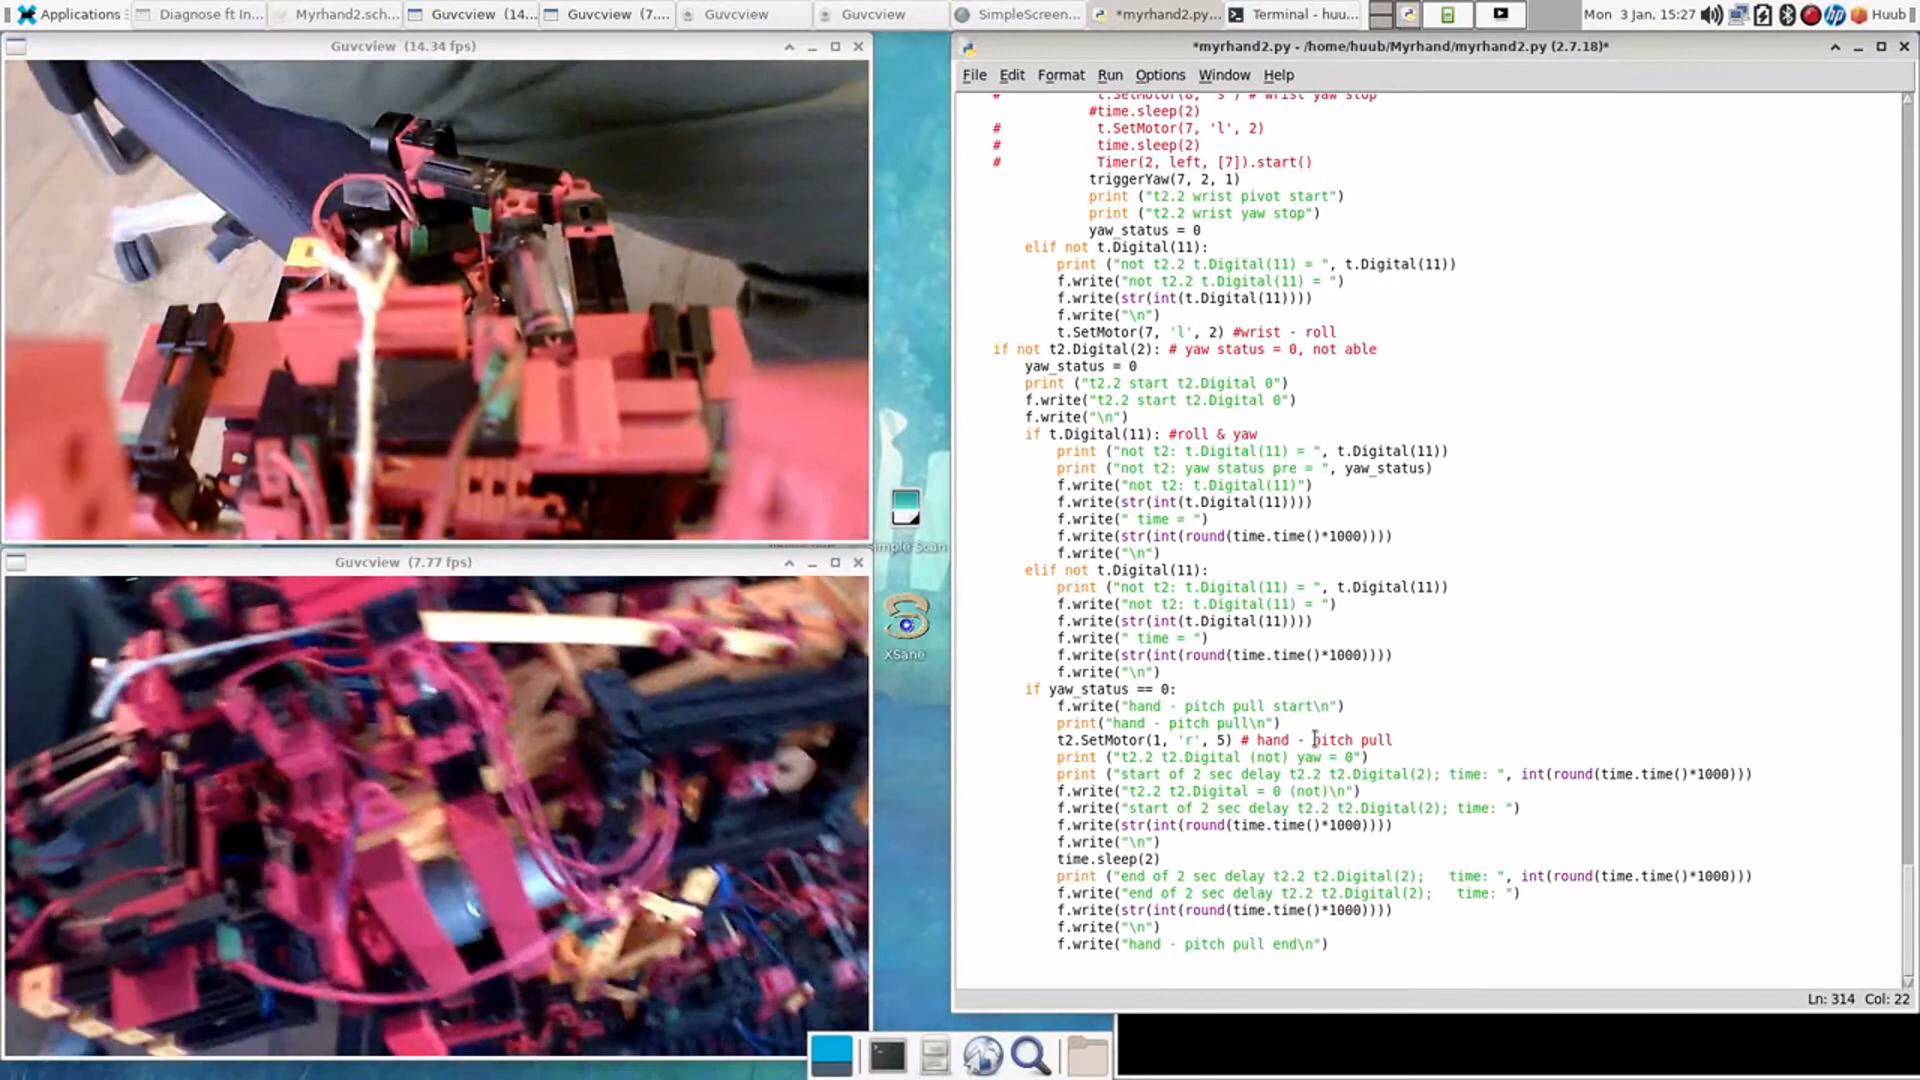 Applications
Diagnose ft In...
Myrhand2.sch...
Guvcview (14....
Guvcview (7....
Guvcview
Guvcview
SimpleScreen...
*myrhand2.py...
Terminal - huu...
Mon 3 Jan, 15:27
Huub
Guvcview (14.34 fps)
Guvcview (7.77 fps)
XSane
*myrhand2.py - /home/huub/Myrhand/myrhand2.py (2.7.18)*
File Edit Format Run Options Window Help
# t.SetMotor(8, 's') # wrist yaw stop
#time.sleep(2)
# t.SetMotor(7, 'l', 2)
# time.sleep(2)
# Timer(2, left, [7]).start()
triggerYaw(7, 2, 1)
print ("t2.2 wrist pivot start")
print ("t2.2 wrist yaw stop")
yaw_status = 0
elif not t.Digital(11):
print ("not t2.2 t.Digital(11) = ", t.Digital(11))
f.write("not t2.2 t.Digital(11) = ")
f.write(str(int(t.Digital(11))))
f.write("\n")
t.SetMotor(7, 'l', 2) #wrist - roll
if not t2.Digital(2): # yaw status = 0, not able
yaw_status = 0
print ("t2.2 start t2.Digital 0")
f.write("t2.2 start t2.Digital 0")
f.write("\n")
if t.Digital(11): #roll & yaw
print ("not t2: t.Digital(11) = ", t.Digital(11))
print ("not t2: yaw status pre = ", yaw_status)
f.write("not t2: t.Digital(11)")
f.write(str(int(t.Digital(11))))
f.write(" time = ")
f.write(str(int(round(time.time()*1000))))
f.write("\n")
elif not t.Digital(11):
print ("not t2: t.Digital(11) = ", t.Digital(11))
f.write("not t2: t.Digital(11) = ")
f.write(str(int(t.Digital(11))))
f.write(" time = ")
f.write(str(int(round(time.time()*1000))))
f.write("\n")
if yaw_status == 0:
f.write("hand - pitch pull start\n")
print("hand - pitch pull\n")
t2.SetMotor(1, 'r', 5) # hand - pitch pull
print ("t2.2 t2.Digital (not) yaw = 0")
print ("start of 2 sec delay t2.2 t2.Digital(2); time: ", int(round(time.time()*1000)))
f.write("t2.2 t2.Digital = 0 (not)\n")
f.write("start of 2 sec delay t2.2 t2.Digital(2); time: ")
f.write(str(int(round(time.time()*1000))))
f.write("\n")
time.sleep(2)
print ("end of 2 sec delay t2.2 t2.Digital(2);   time: ", int(round(time.time()*1000)))
f.write("end of 2 sec delay t2.2 t2.Digital(2);   time: ")
f.write(str(int(round(time.time()*1000))))
f.write("\n")
f.write("hand - pitch pull end\n")
Ln: 314 Col: 22